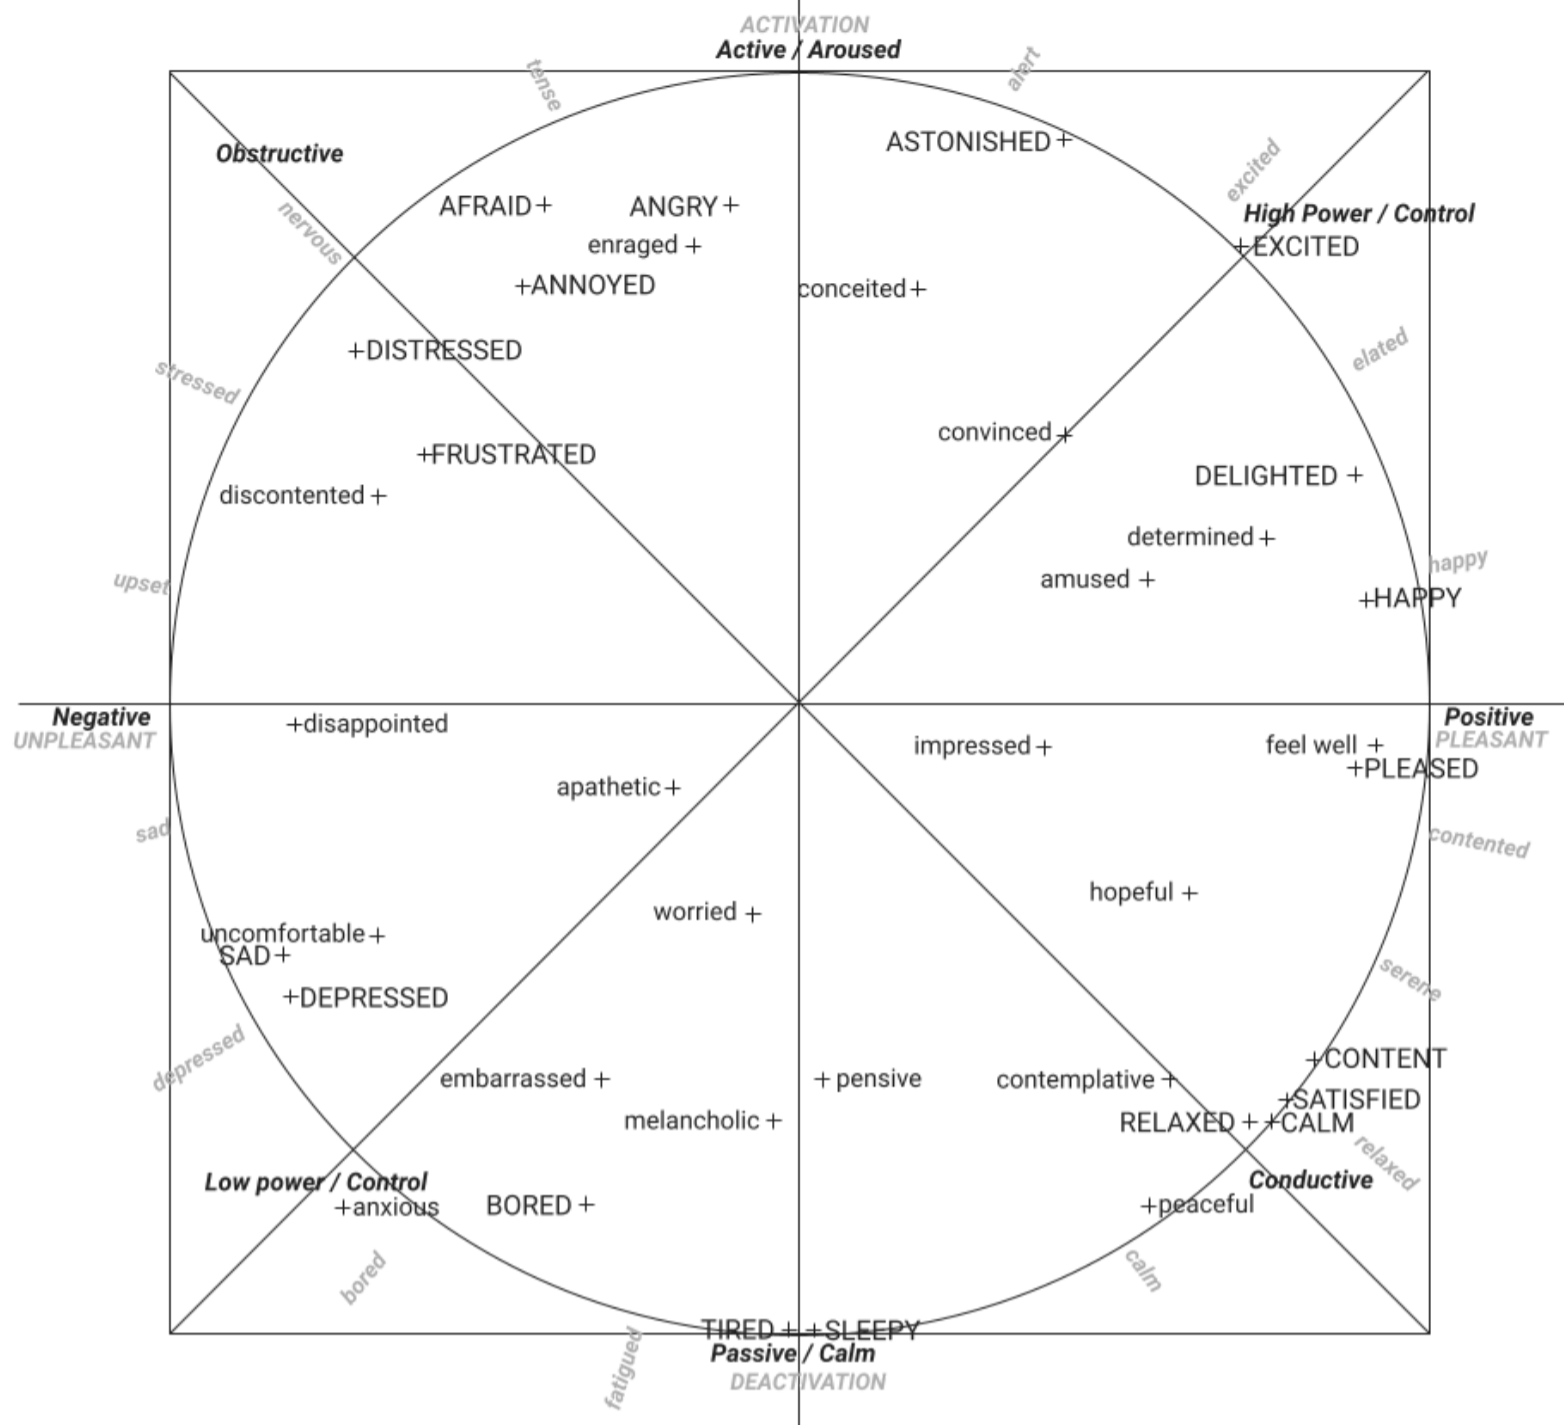 ACTIVATION
Active / Aroused
tense
alert
ASTONISHED
Obstructive
excited
AFRAID
ANGRY
High Power / Control
nervous
enraged
EXCITED
ANNOYED
conceited
DISTRESSED
elated
stressed
convinced
FRUSTRATED
DELIGHTED
discontented
determined
upset
amused
happy
HAPPY
Negative
UNPLEASANT
disappointed
Positive
PLEASANT
impressed
feel well
PLEASED
apathetic
sad
contented
hopeful
worried
uncomfortable
SAD
DEPRESSED
serene
depressed
CONTENT
embarrassed
pensive
contemplative
SATISFIED
melancholic
RELAXED
CALM
relaxed
Low power / Control
Conductive
anxious
BORED
peaceful
bored
calm
TIRED
SLEEPY
Passive / Calm
fatigued
DEACTIVATION